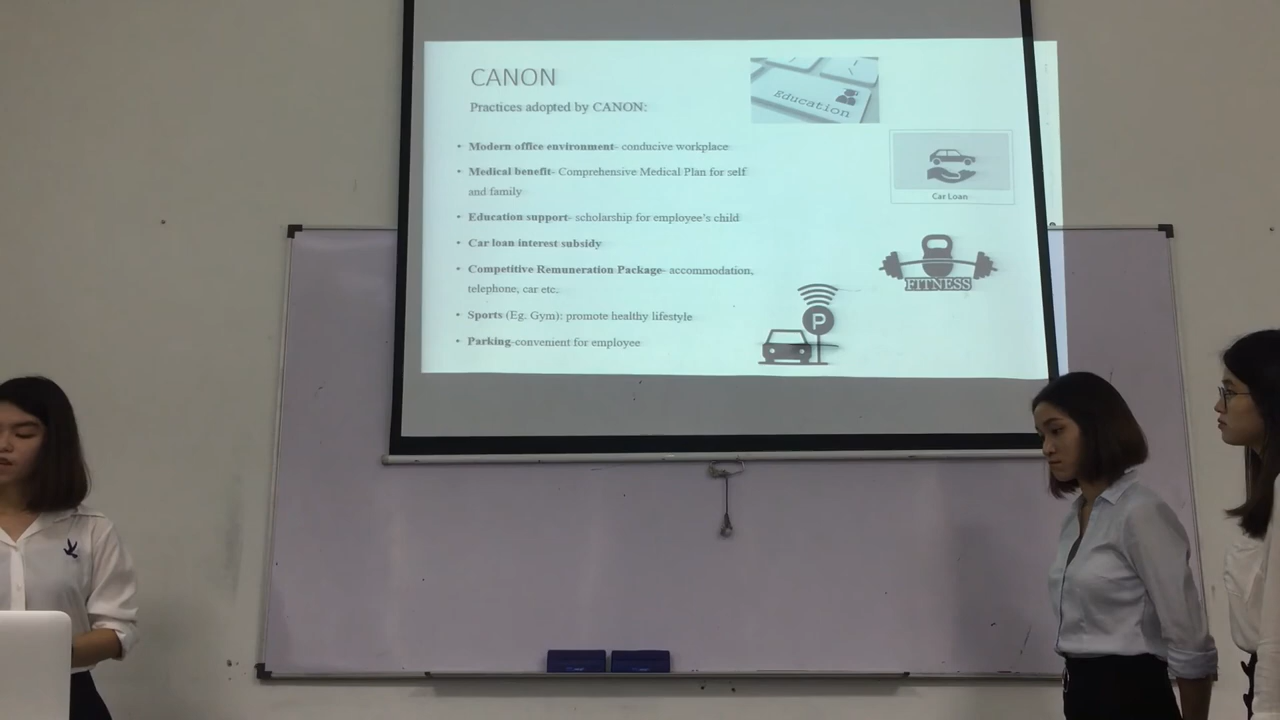 CANON
Practices adopted by CANON:
• Modern office environment- conducive workplace
• Medical benefit- Comprehensive Medical Plan for self
and family
• Education support- scholarship for employee's child
• Car loan interest subsidy
• Competitive Remuneration Package- accommodation,
telephone, car etc.
• Sports (Eg. Gym): promote healthy lifestyle
• Parking-convenient for employee
Education
Car Loan
FITNESS
P